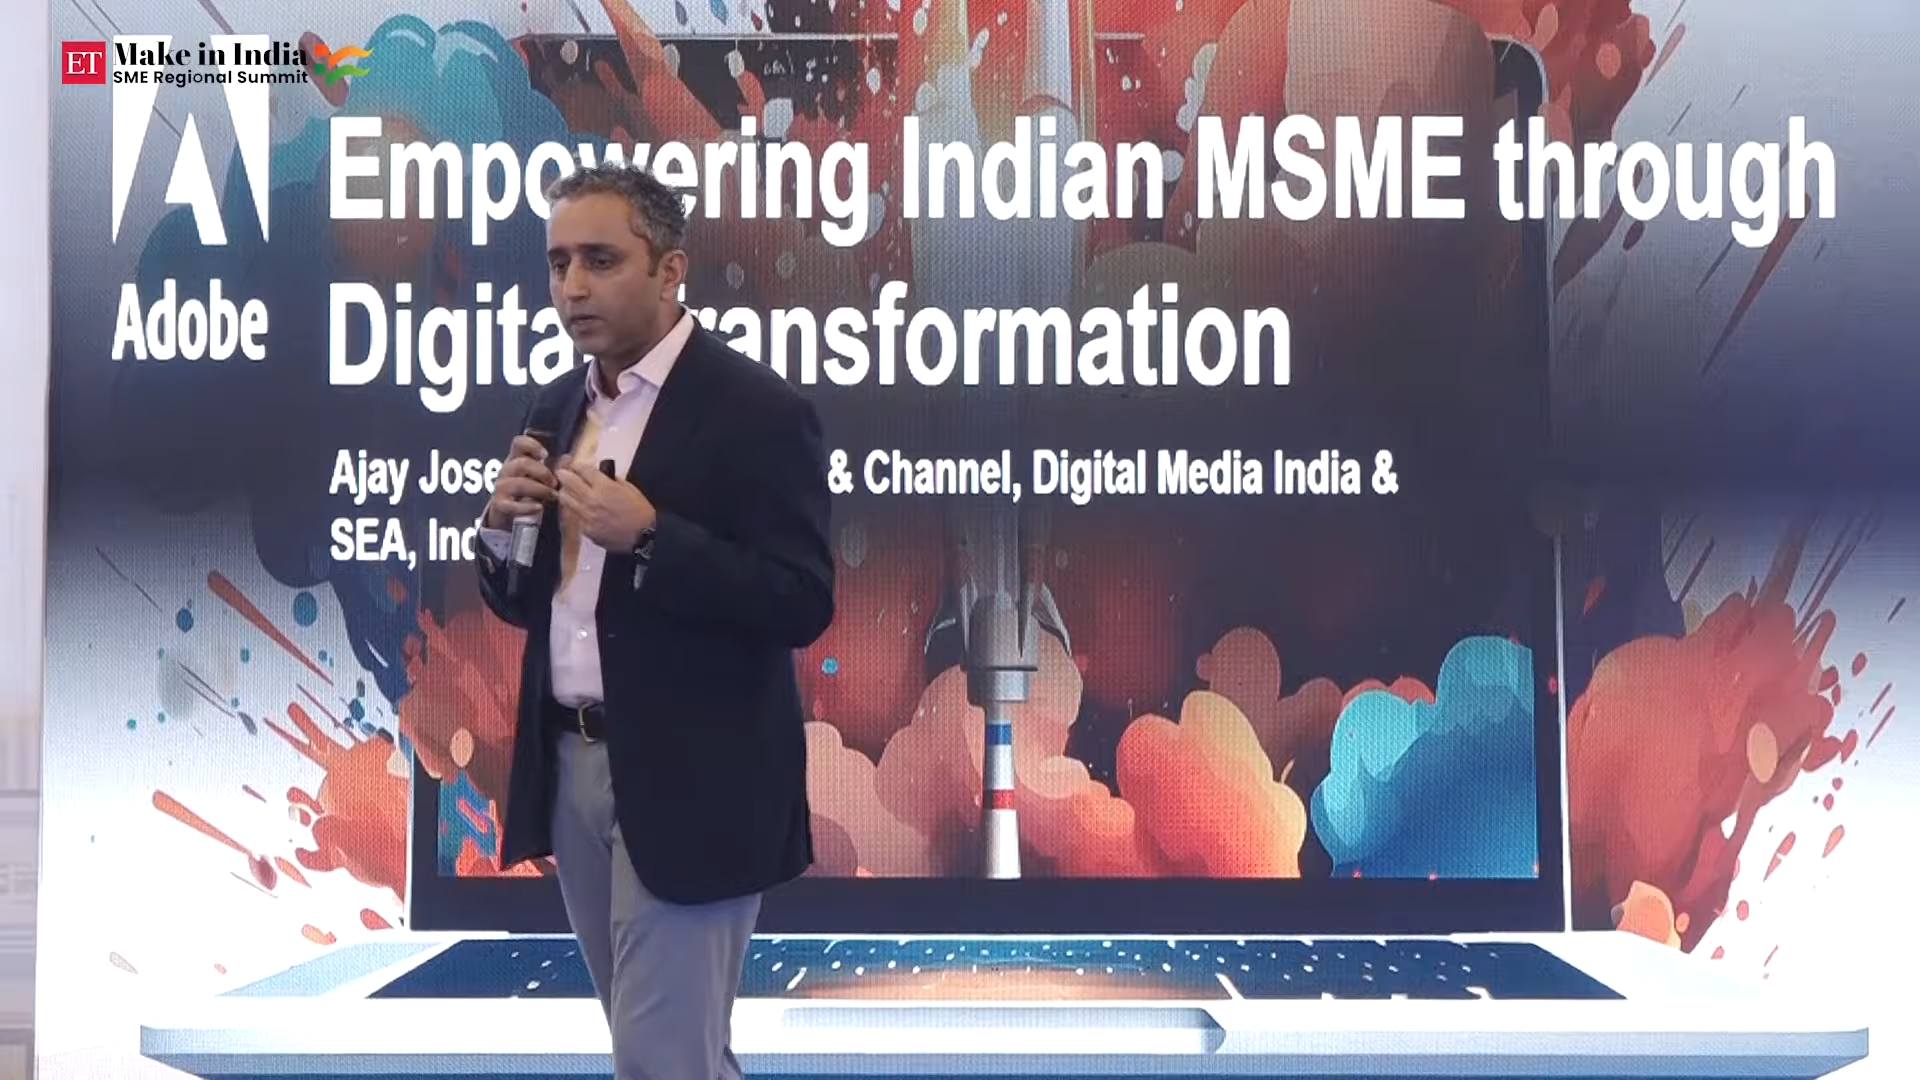 ET Make in India
SME Regional Summit
Adobe
Empowering Indian MSME through
Digital Transformation
Ajay & Channel, Digital Media India &
SEA,